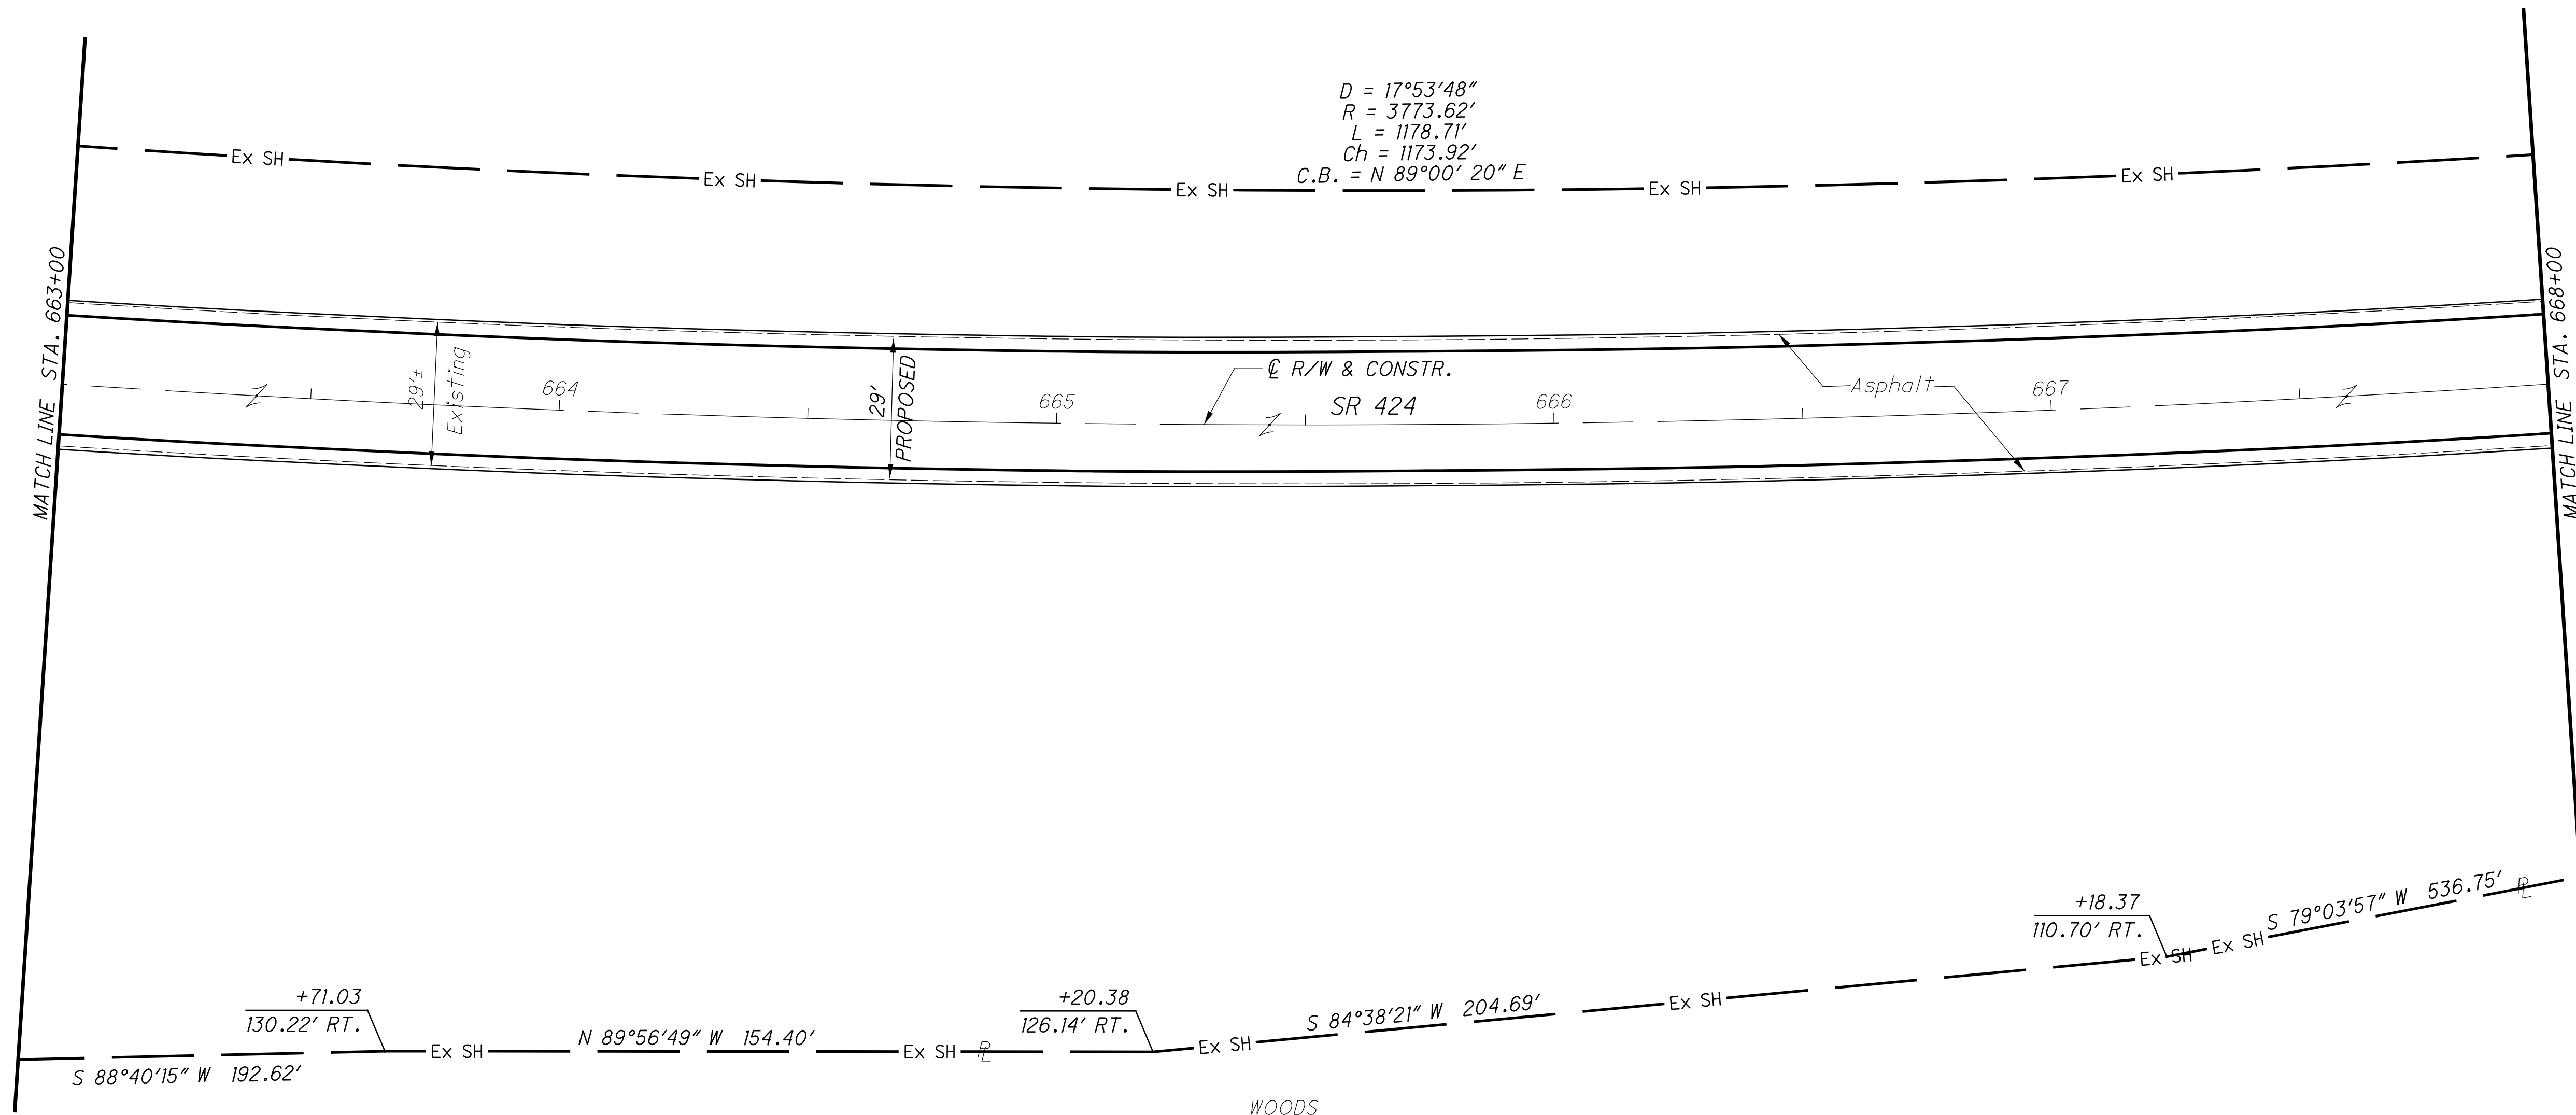 D = 17°53′48″
R = 3773.62′
L = 1178.71′
Ch = 1173.92′
C.B. = N 89°00′ 20″ E
Ex SH
Ex SH
Ex SH
Ex SH
Ex SH
MATCH LINE STA. 663+00
MATCH LINE STA. 668+00
29′±
Existing
664
29′
PROPOSED
665
℄ R/W & CONSTR.
SR 424
666
Asphalt
667
+71.03
130.22′ RT.
S 88°40′15″ W 192.62′
Ex SH
N 89°56′49″ W 154.40′
Ex SH
PL
+20.38
126.14′ RT.
Ex SH
S 84°38′21″ W 204.69′
Ex SH
+18.37
110.70′ RT.
Ex SH
Ex SH
S 79°03′57″ W 536.75′
PL
WOODS